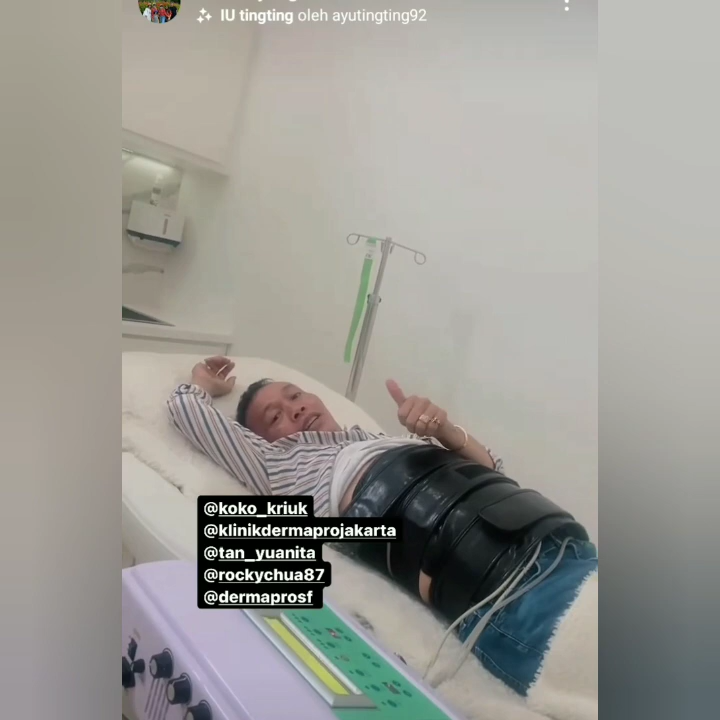 IU tingting oleh ayutingting92
@koko_kriuk
@klinikdermaprojakarta
@tan_yuanita
@rockychua87
@dermaprosf